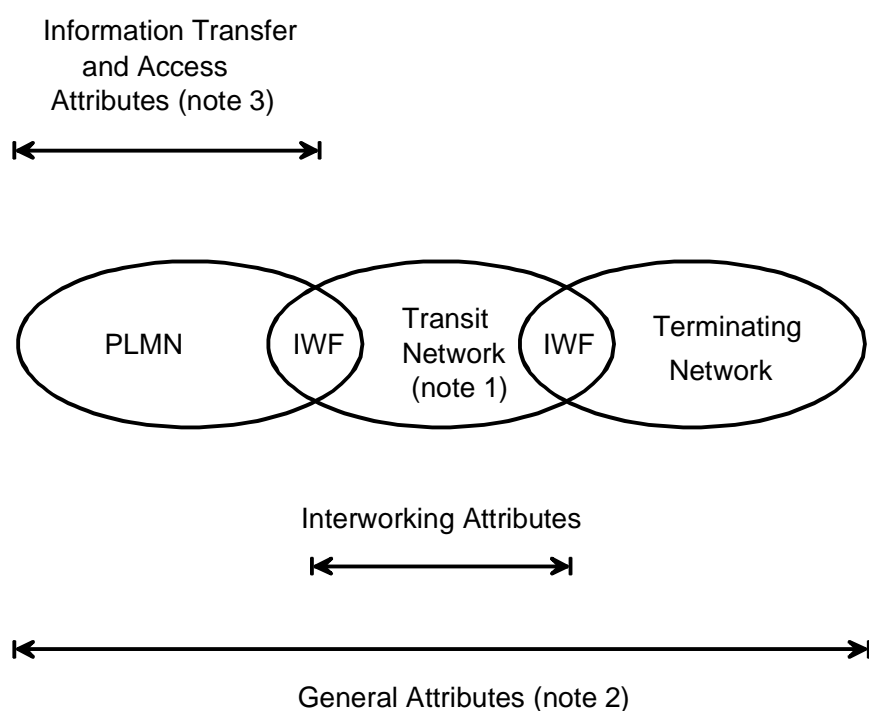 Information Transfer
and Access
Attributes (note 3)
PLMN
IWF
Transit
Network
(note 1)
IWF
Terminating
Network
Interworking Attributes
General Attributes (note 2)